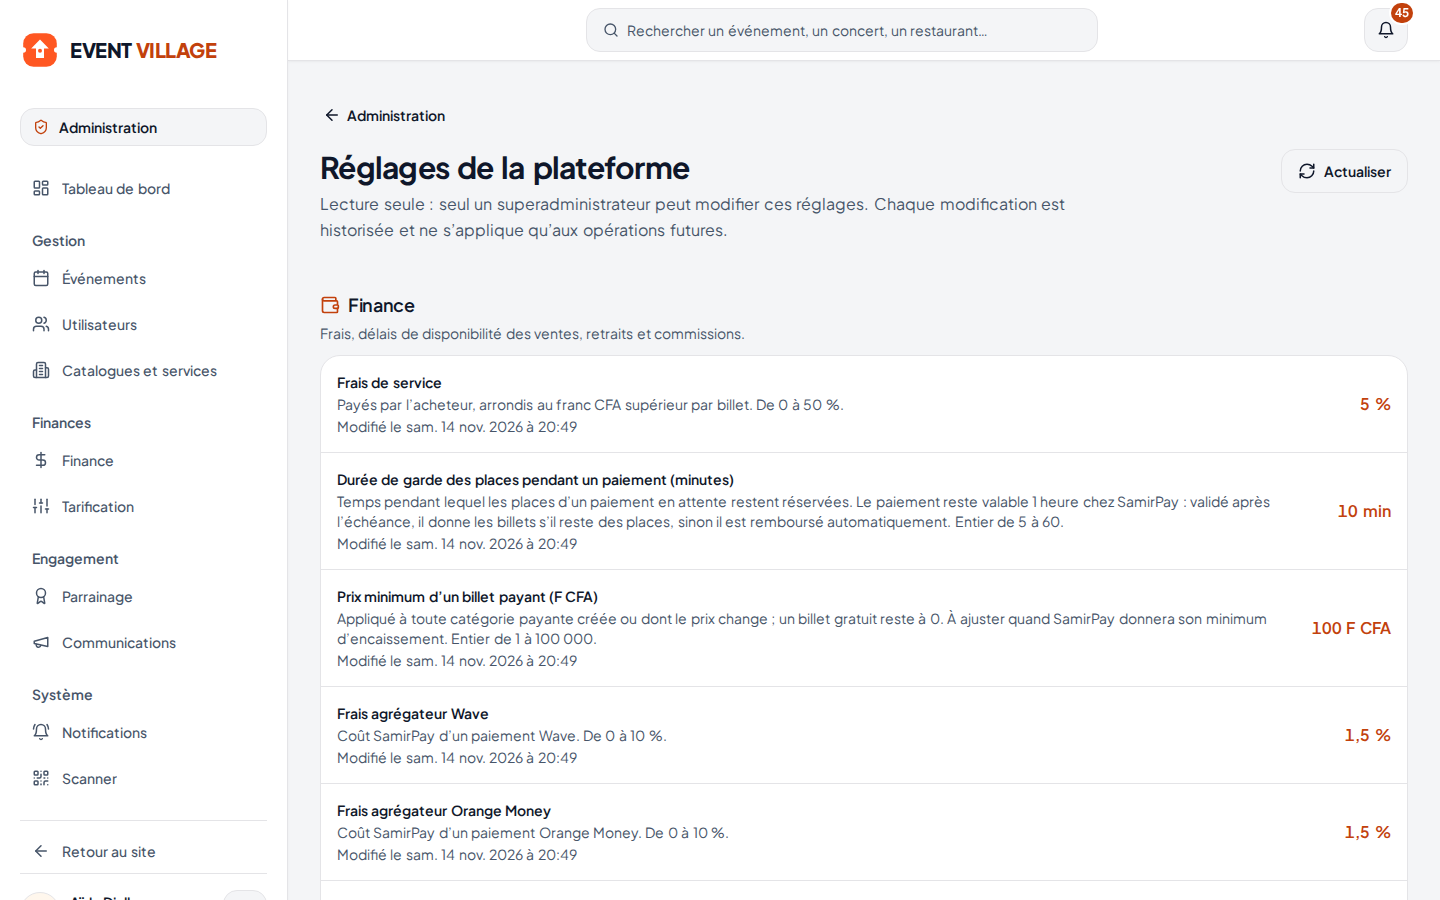 EVENT VILLAGE
Rechercher un événement, un concert, un restaurant…
45
Administration
Tableau de bord
Gestion
Événements
Utilisateurs
Catalogues et services
Finances
Finance
Tarification
Engagement
Parrainage
Communications
Système
Notifications
Scanner
Retour au site
Administration
Réglages de la plateforme
Actualiser
Lecture seule : seul un superadministrateur peut modifier ces réglages. Chaque modification est
historisée et ne s’applique qu’aux opérations futures.
Finance
Frais, délais de disponibilité des ventes, retraits et commissions.
Frais de service
Payés par l’acheteur, arrondis au franc CFA supérieur par billet. De 0 à 50 %.
Modifié le sam. 14 nov. 2026 à 20:49
5 %
Durée de garde des places pendant un paiement (minutes)
Temps pendant lequel les places d’un paiement en attente restent réservées. Le paiement reste valable 1 heure chez SamirPay : validé après
l’échéance, il donne les billets s’il reste des places, sinon il est remboursé automatiquement. Entier de 5 à 60.
Modifié le sam. 14 nov. 2026 à 20:49
10 min
Prix minimum d’un billet payant (F CFA)
Appliqué à toute catégorie payante créée ou dont le prix change ; un billet gratuit reste à 0. À ajuster quand SamirPay donnera son minimum
d’encaissement. Entier de 1 à 100 000.
Modifié le sam. 14 nov. 2026 à 20:49
100 F CFA
Frais agrégateur Wave
Coût SamirPay d’un paiement Wave. De 0 à 10 %.
Modifié le sam. 14 nov. 2026 à 20:49
1,5 %
Frais agrégateur Orange Money
Coût SamirPay d’un paiement Orange Money. De 0 à 10 %.
Modifié le sam. 14 nov. 2026 à 20:49
1,5 %